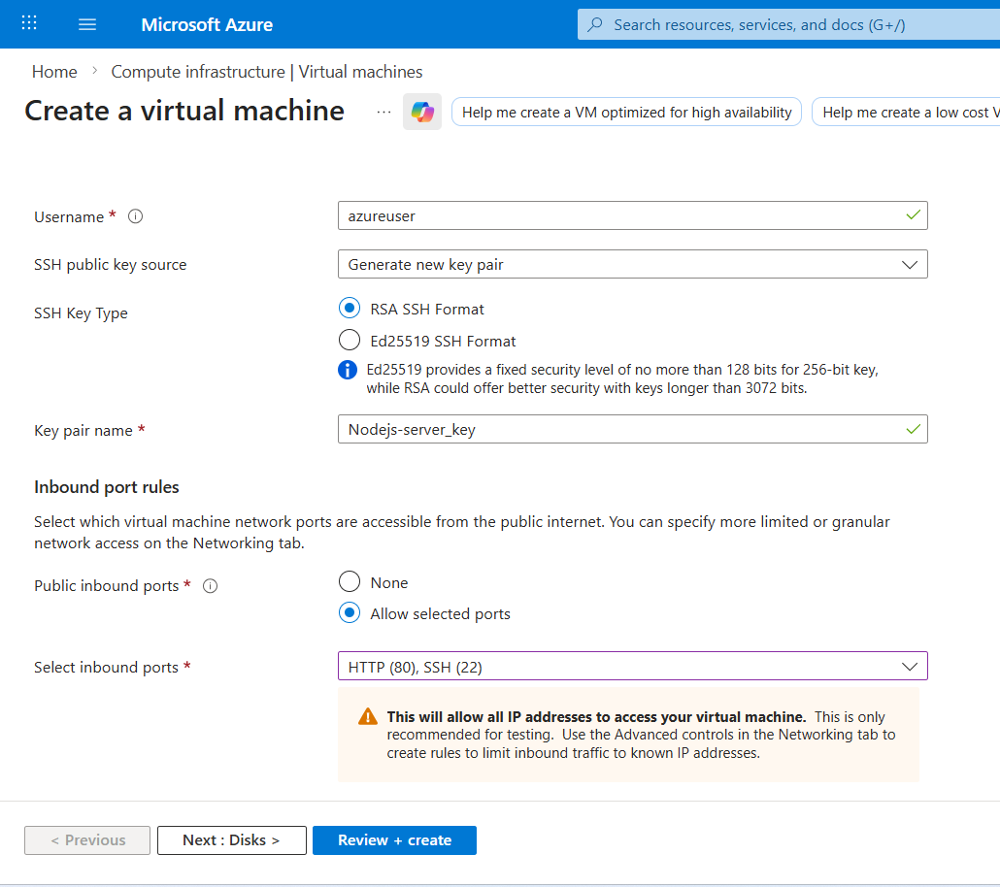 Microsoft Azure
Search resources, services, and docs (G+/)
Home > Compute infrastructure | Virtual machines
Create a virtual machine
...
Help me create a VM optimized for high availability
Help me create a low cost V
Username *
azureuser
SSH public key source
Generate new key pair
SSH Key Type
RSA SSH Format
Ed25519 SSH Format
Ed25519 provides a fixed security level of no more than 128 bits for 256-bit key,
while RSA could offer better security with keys longer than 3072 bits.
Key pair name *
Nodejs-server_key
Inbound port rules
Select which virtual machine network ports are accessible from the public internet. You can specify more limited or granular
network access on the Networking tab.
Public inbound ports *
None
Allow selected ports
Select inbound ports *
HTTP (80), SSH (22)
This will allow all IP addresses to access your virtual machine. This is only
recommended for testing. Use the Advanced controls in the Networking tab to
create rules to limit inbound traffic to known IP addresses.
< Previous
Next : Disks >
Review + create